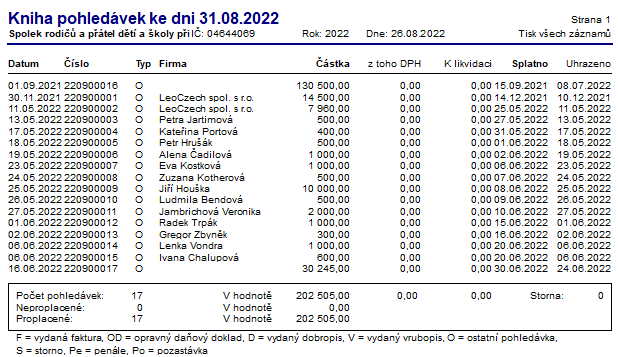 Kniha pohledávek ke dni 31.08.2022 Strana 1
Spolek rodičů a přátel dětí a školy při IČ: 04644069 Rok: 2022 Dne: 26.08.2022 Tisk všech záznamů
Datum Číslo Typ Firma Částka z toho DPH K likvidaci Splatno Uhrazeno
01.09.2021 220900016 O 130 500,00 0,00 0,00 15.09.2021 08.07.2022
30.11.2021 220900001 O LeoCzech spol. s r.o. 14 500,00 0,00 0,00 14.12.2021 10.12.2021
11.05.2022 220900002 O LeoCzech spol. s r.o. 7 960,00 0,00 0,00 25.05.2022 11.05.2022
13.05.2022 220900003 O Petra Jartimová 500,00 0,00 0,00 27.05.2022 13.05.2022
17.05.2022 220900004 O Kateřina Portová 400,00 0,00 0,00 31.05.2022 17.05.2022
18.05.2022 220900005 O Petr Hrušák 500,00 0,00 0,00 01.06.2022 18.05.2022
19.05.2022 220900006 O Alena Čadilová 1 000,00 0,00 0,00 02.06.2022 19.05.2022
23.05.2022 220900007 O Eva Kostková 1 000,00 0,00 0,00 06.06.2022 23.05.2022
24.05.2022 220900008 O Zuzana Kotherová 500,00 0,00 0,00 07.06.2022 24.05.2022
25.05.2022 220900009 O Jiří Houška 10 000,00 0,00 0,00 08.06.2022 25.05.2022
26.05.2022 220900010 O Ludmila Bendová 500,00 0,00 0,00 09.06.2022 26.05.2022
27.05.2022 220900011 O Jambrichová Veronika 2 000,00 0,00 0,00 10.06.2022 27.05.2022
01.06.2022 220900012 O Radek Trpák 1 000,00 0,00 0,00 15.06.2022 01.06.2022
02.06.2022 220900013 O Gregor Zbyněk 300,00 0,00 0,00 16.06.2022 02.06.2022
06.06.2022 220900014 O Lenka Vondra 1 000,00 0,00 0,00 20.06.2022 06.06.2022
06.06.2022 220900015 O Ivana Chalupová 600,00 0,00 0,00 20.06.2022 06.06.2022
16.06.2022 220900017 O 30 245,00 0,00 0,00 30.06.2022 24.06.2022
Počet pohledávek: 17 V hodnotě 202 505,00 0,00 0,00 Storna: 0
Neproplacené: 0 V hodnotě 0,00
Proplacené: 17 V hodnotě 202 505,00
F = vydaná faktura, OD = opravný daňový doklad, D = vydaný dobropis, V = vydaný vrubopis, O = ostatní pohledávka,
S = storno, Pe = penále, Po = pozastávka